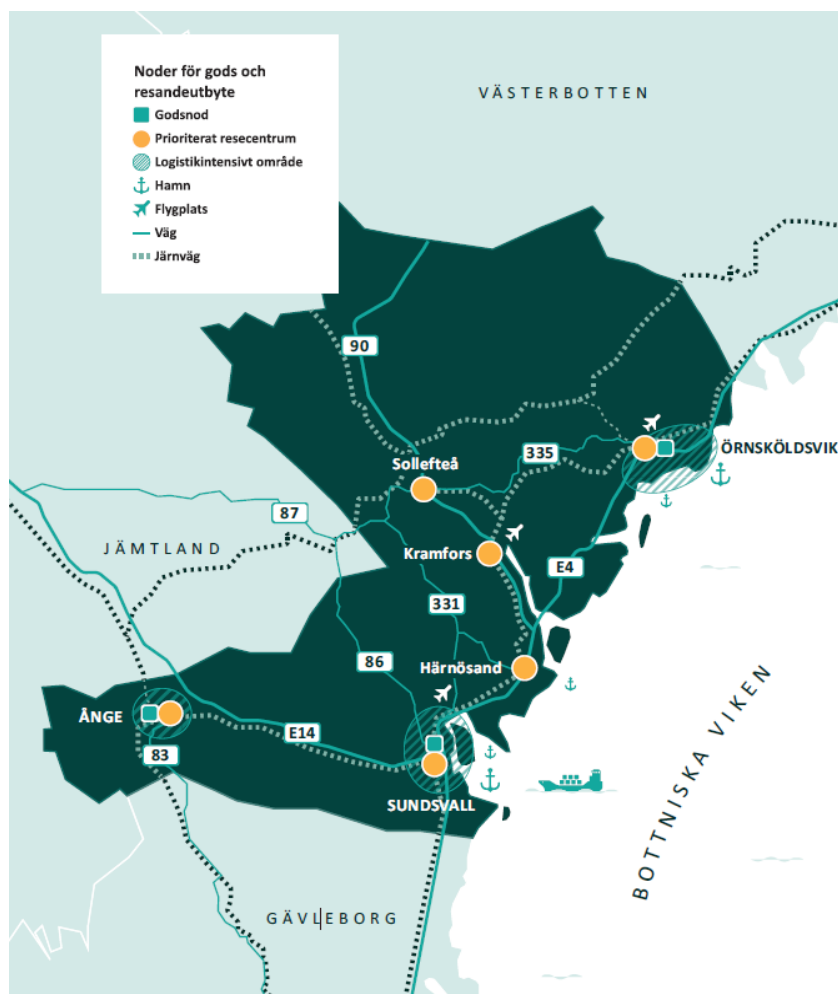 Noder för gods och
resandeutbyte
Godsnod
Prioriterat resecentrum
Logistikintensivt område
Hamn
Flygplats
Väg
Järnväg
VÄSTERBOTTEN
90
335
ÖRNSKÖLDSVIK
Sollefteå
87
JÄMTLAND
Kramfors
E4
331
86
Härnösand
ÅNGE
E14
83
SUNDSVALL
BOTTNISKA VIKEN
GÄVLEBORG